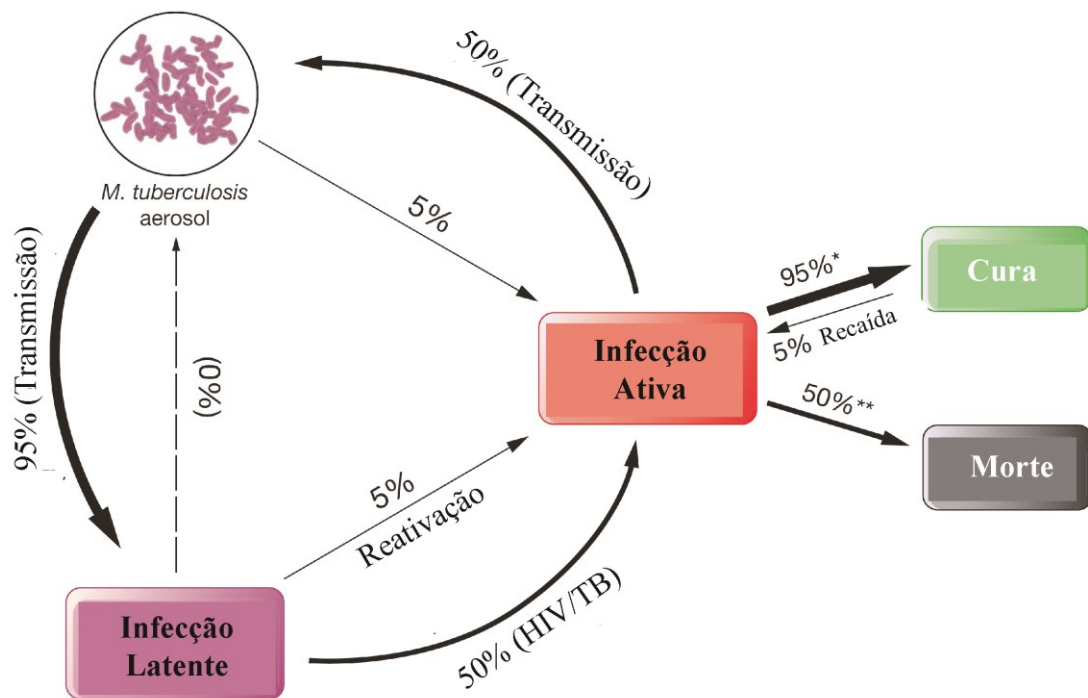 50% (Transmissão)
M. tuberculosis
aerosol
5%
95% (Transmissão)
(0%)
95%*
Cura
5% Recaída
Infecção
Ativa
50%**
Morte
5%
Reativação
50% (HIV/TB)
Infecção
Latente